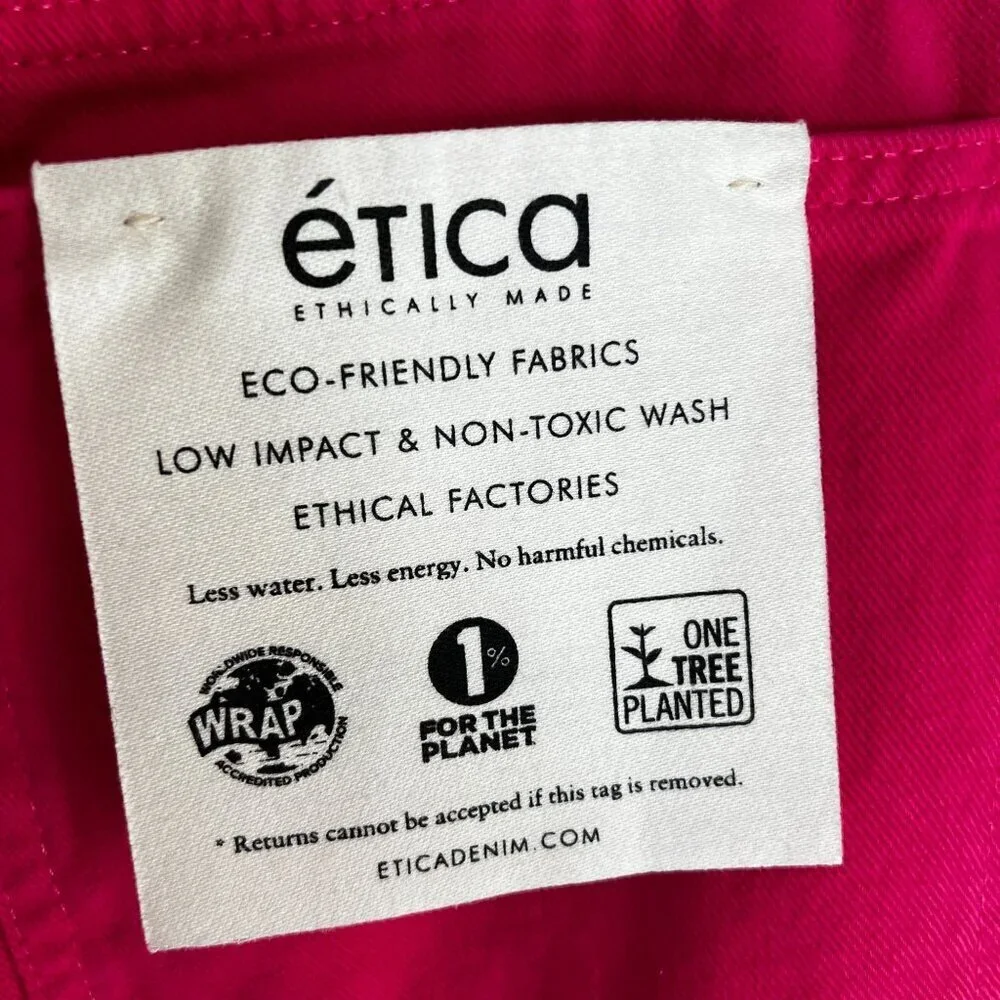 éTICa
ETHICALLY MADE
ECO-FRIENDLY FABRICS
LOW IMPACT & NON-TOXIC WASH
ETHICAL FACTORIES
Less water. Less energy. No harmful chemicals.
WORLDWIDE RESPONSIBLE
WRAP
ACCREDITED PRODUCTION
1%
FOR THE
PLANET
ONE
TREE
PLANTED
* Returns cannot be accepted if this tag is removed.
ETICADENIM.COM